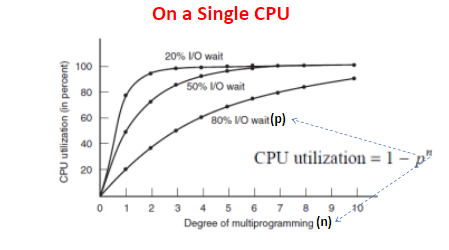 On a Single CPU
CPU utilization (in percent)
100
80
60
40
20
20% I/O wait
50% I/O wait
80% I/O wait(p)
CPU utilization = 1 − pⁿ
0 1 2 3 4 5 6 7 8 9 10
Degree of multiprogramming (n)